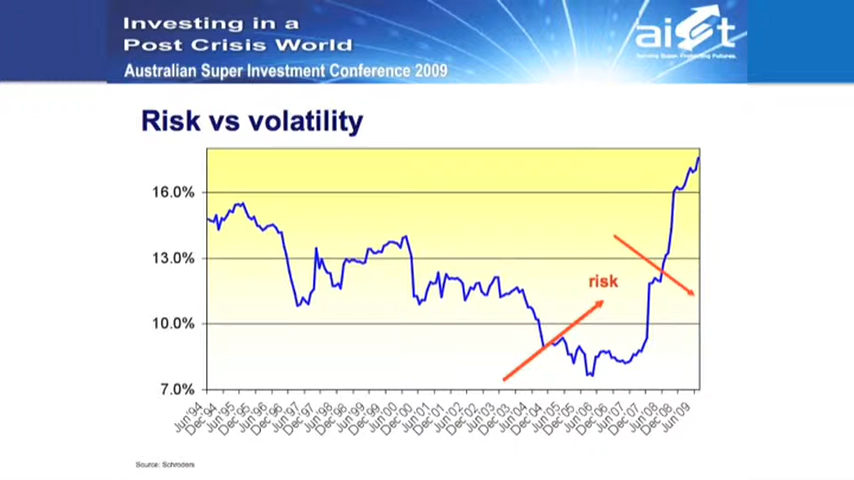 Investing in a
Post Crisis World
Australian Super Investment Conference 2009
aist
Serving Super. Protecting Futures.
Risk vs volatility
16.0%
13.0%
10.0%
7.0%
risk
Jun'94
Dec'94
Jun'95
Dec'95
Jun'96
Dec'96
Jun'97
Dec'97
Jun'98
Dec'98
Jun'99
Dec'99
Jun'00
Dec'00
Jun'01
Dec'01
Jun'02
Dec'02
Jun'03
Dec'03
Jun'04
Dec'04
Jun'05
Dec'05
Jun'06
Dec'06
Jun'07
Dec'07
Jun'08
Dec'08
Jun'09
Source: Schroders